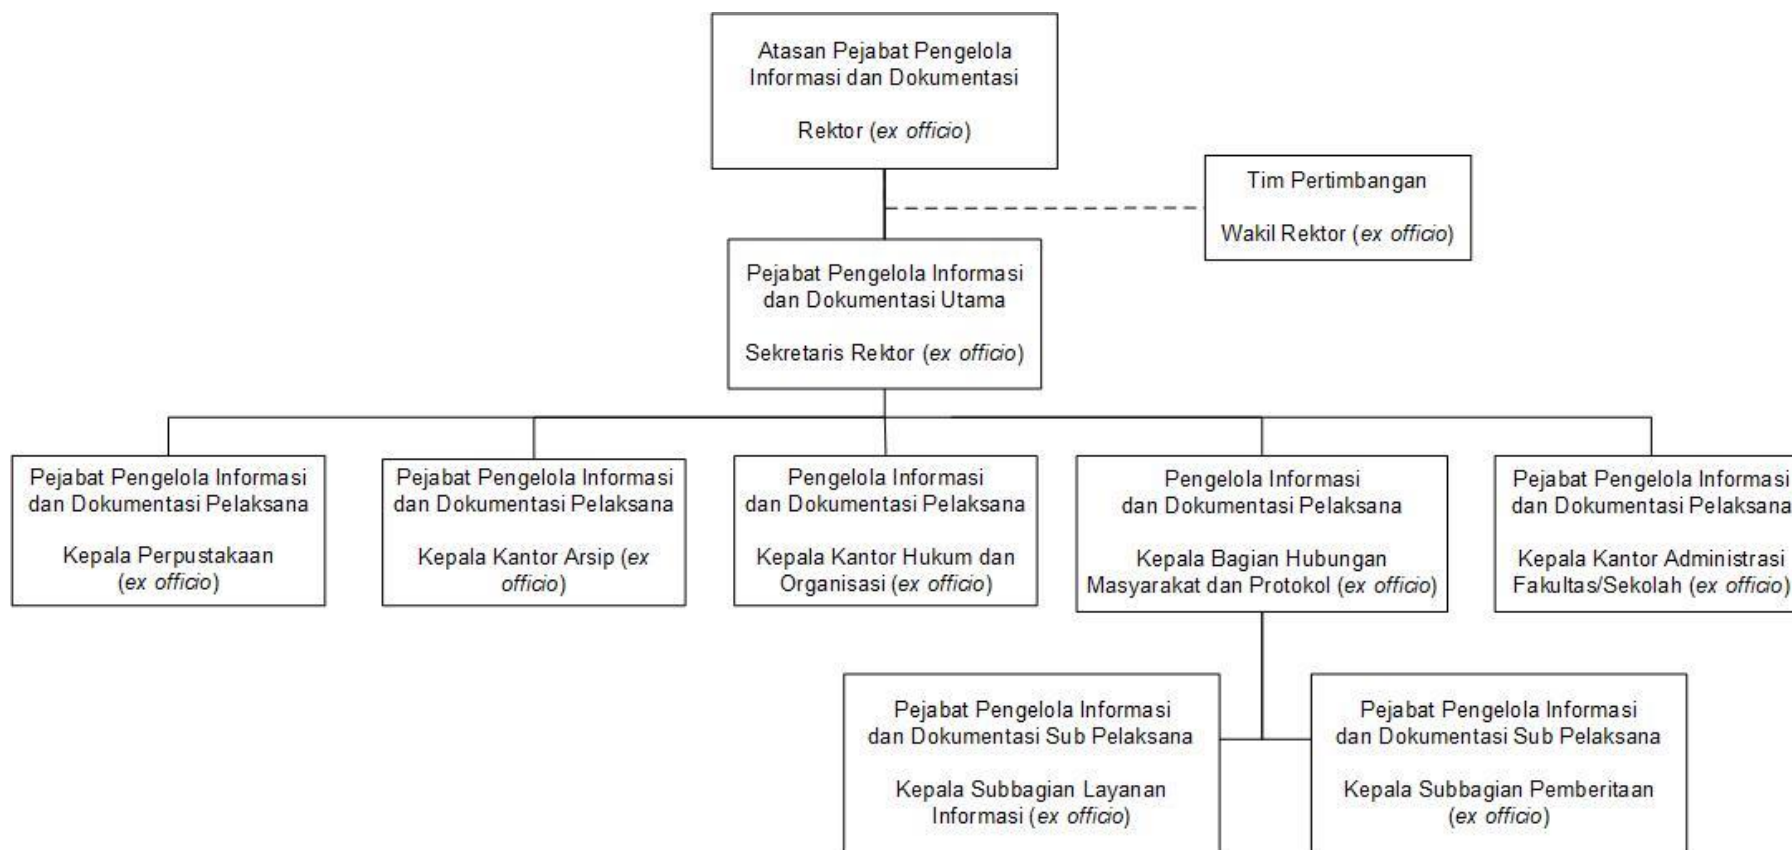 Atasan Pejabat Pengelola
Informasi dan Dokumentasi
Rektor (ex officio)
Tim Pertimbangan
Wakil Rektor (ex officio)
Pejabat Pengelola Informasi
dan Dokumentasi Utama
Sekretaris Rektor (ex officio)
Pejabat Pengelola Informasi
dan Dokumentasi Pelaksana
Kepala Perpustakaan
(ex officio)
Pejabat Pengelola Informasi
dan Dokumentasi Pelaksana
Kepala Kantor Arsip (ex
officio)
Pengelola Informasi
dan Dokumentasi Pelaksana
Kepala Kantor Hukum dan
Organisasi (ex officio)
Pengelola Informasi
dan Dokumentasi Pelaksana
Kepala Bagian Hubungan
Masyarakat dan Protokol (ex officio)
Pejabat Pengelola Informasi
dan Dokumentasi Pelaksana
Kepala Kantor Administrasi
Fakultas/Sekolah (ex officio)
Pejabat Pengelola Informasi
dan Dokumentasi Sub Pelaksana
Kepala Subbagian Layanan
Informasi (ex officio)
Pejabat Pengelola Informasi
dan Dokumentasi Sub Pelaksana
Kepala Subbagian Pemberitaan
(ex officio)